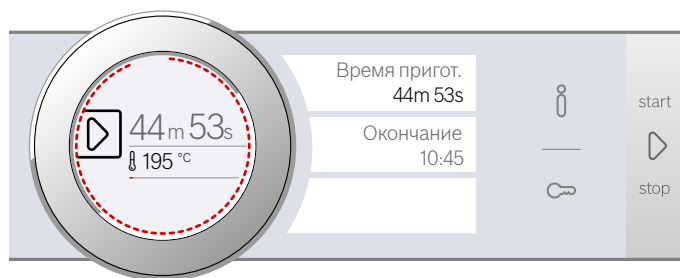 44m 53s
195 °C
Время пригот.
44m 53s
Окончание
10:45
start
stop